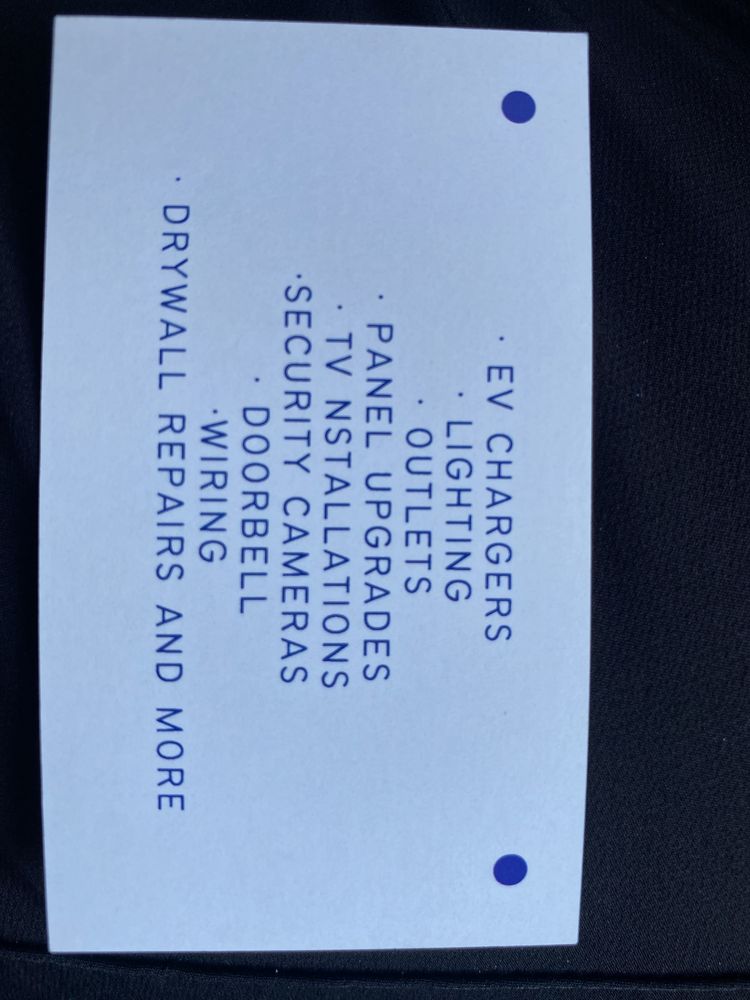 · EV CHARGERS
· LIGHTING
· OUTLETS
· PANEL UPGRADES
· TV NSTALLATIONS
·SECURITY CAMERAS
· DOORBELL
·WIRING
· DRYWALL REPAIRS AND MORE